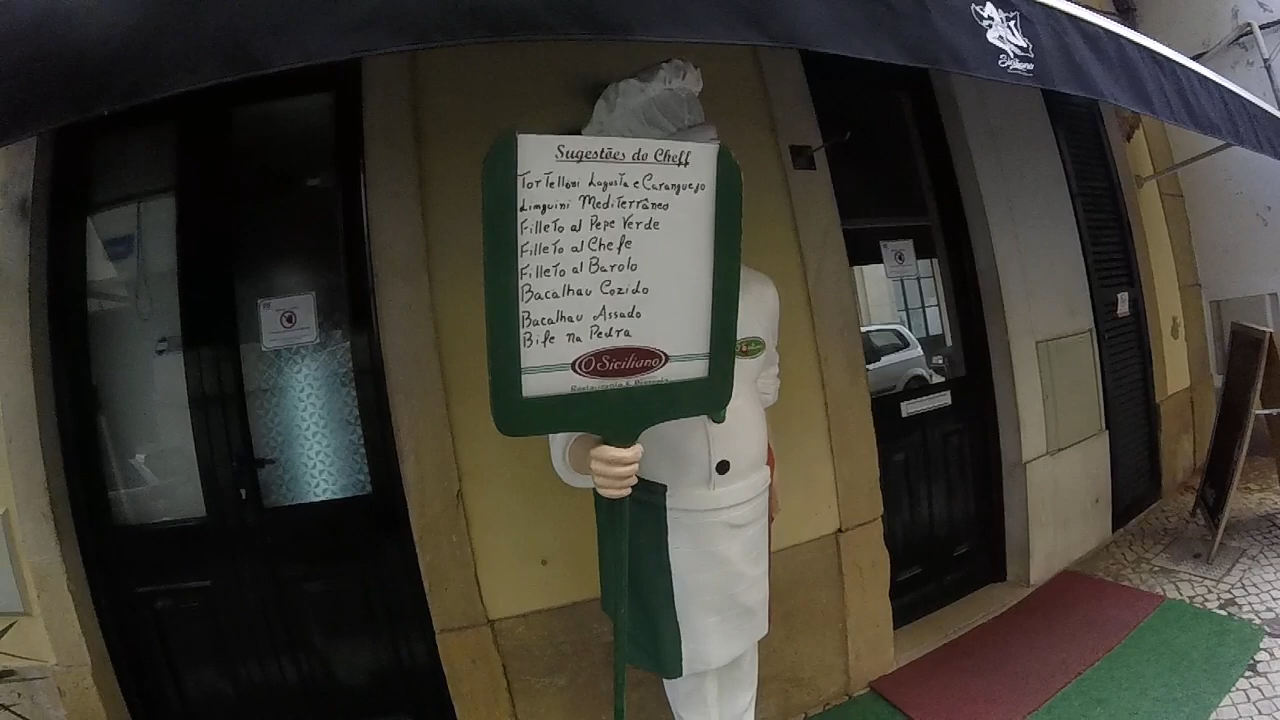 Siciliano
Sugestões do Cheff
Tortelloni Lagosta e Caranguejo
Linguini Mediterrâneo
Filleto al Pepe Verde
Filleto al Chefe
Filleto al Barolo
Bacalhau Cozido
Bacalhau Assado
Bife na Pedra
O Siciliano
Restaurante & Pizzaria